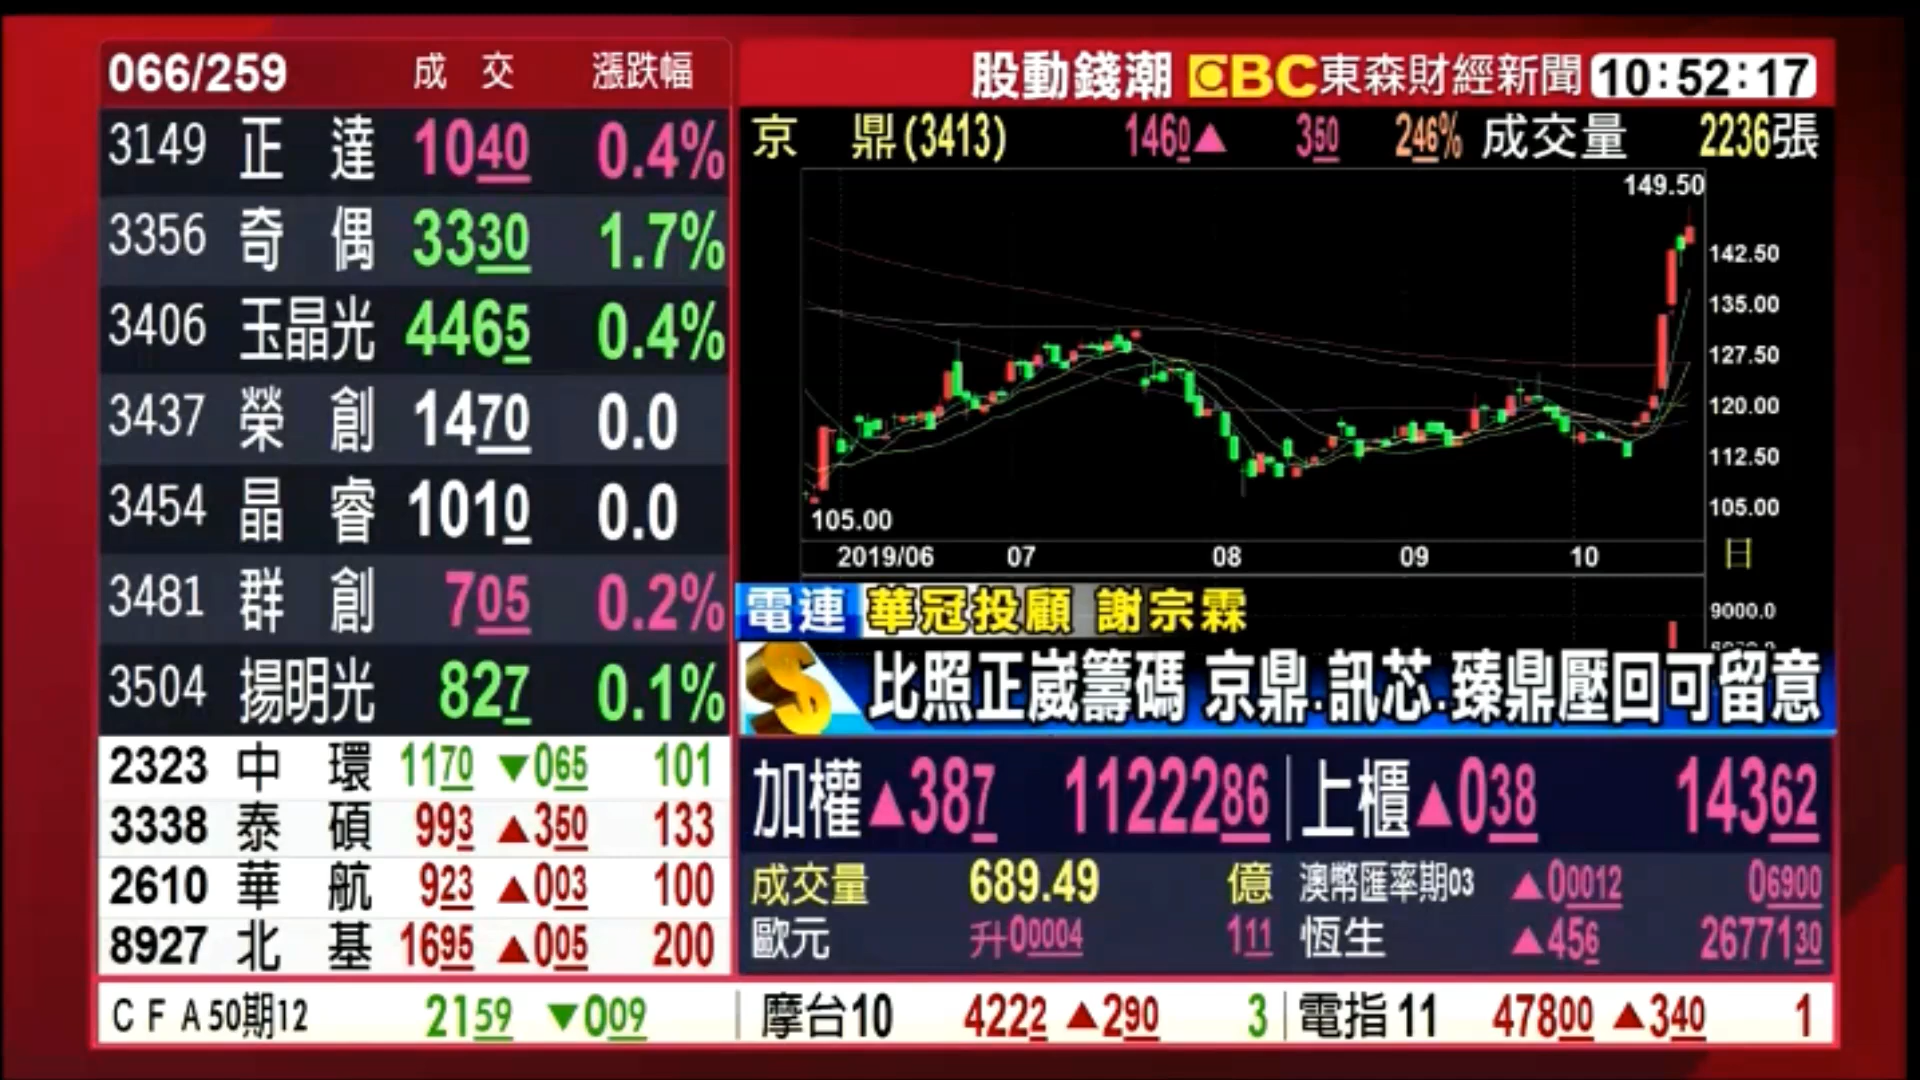 066/259 成 交 漲跌幅
3149 正 達 1040 0.4%
3356 奇 偶 3330 1.7%
3406 玉晶光 4465 0.4%
3437 榮 創 1470 0.0
3454 晶 睿 1010 0.0
3481 群 創 705 0.2%
3504 揚明光 827 0.1%
2323 中 環 1170 ▼065 101
3338 泰 碩 993 ▲350 133
2610 華 航 923 ▲003 100
8927 北 基 1695 ▲005 200
股動錢潮 EBC東森財經新聞 10:52:17
京 鼎(3413) 1460▲ 350 246% 成交量 2236張
149.50
142.50
135.00
127.50
120.00
112.50
105.00
105.00
2019/06 07 08 09 10 日
9000.0
電連 華冠投顧 謝宗霖
比照正崴籌碼 京鼎.訊芯.臻鼎壓回可留意
加權▲387 1122286 上櫃▲038 14362
成交量 689.49 億 澳幣匯率期03 ▲00012 06900
歐元 升00004 111 恆生 ▲456 2677130
CFA50期12 2159 ▼009 摩台10 4222 ▲290 3 電指11 47800 ▲340 1